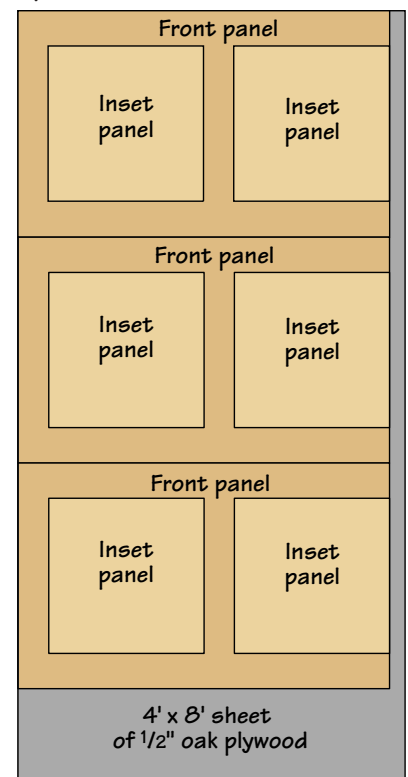 Front panel
Inset
panel
Inset
panel
Front panel
Inset
panel
Inset
panel
Front panel
Inset
panel
Inset
panel
4' x 8' sheet
of 1/2" oak plywood